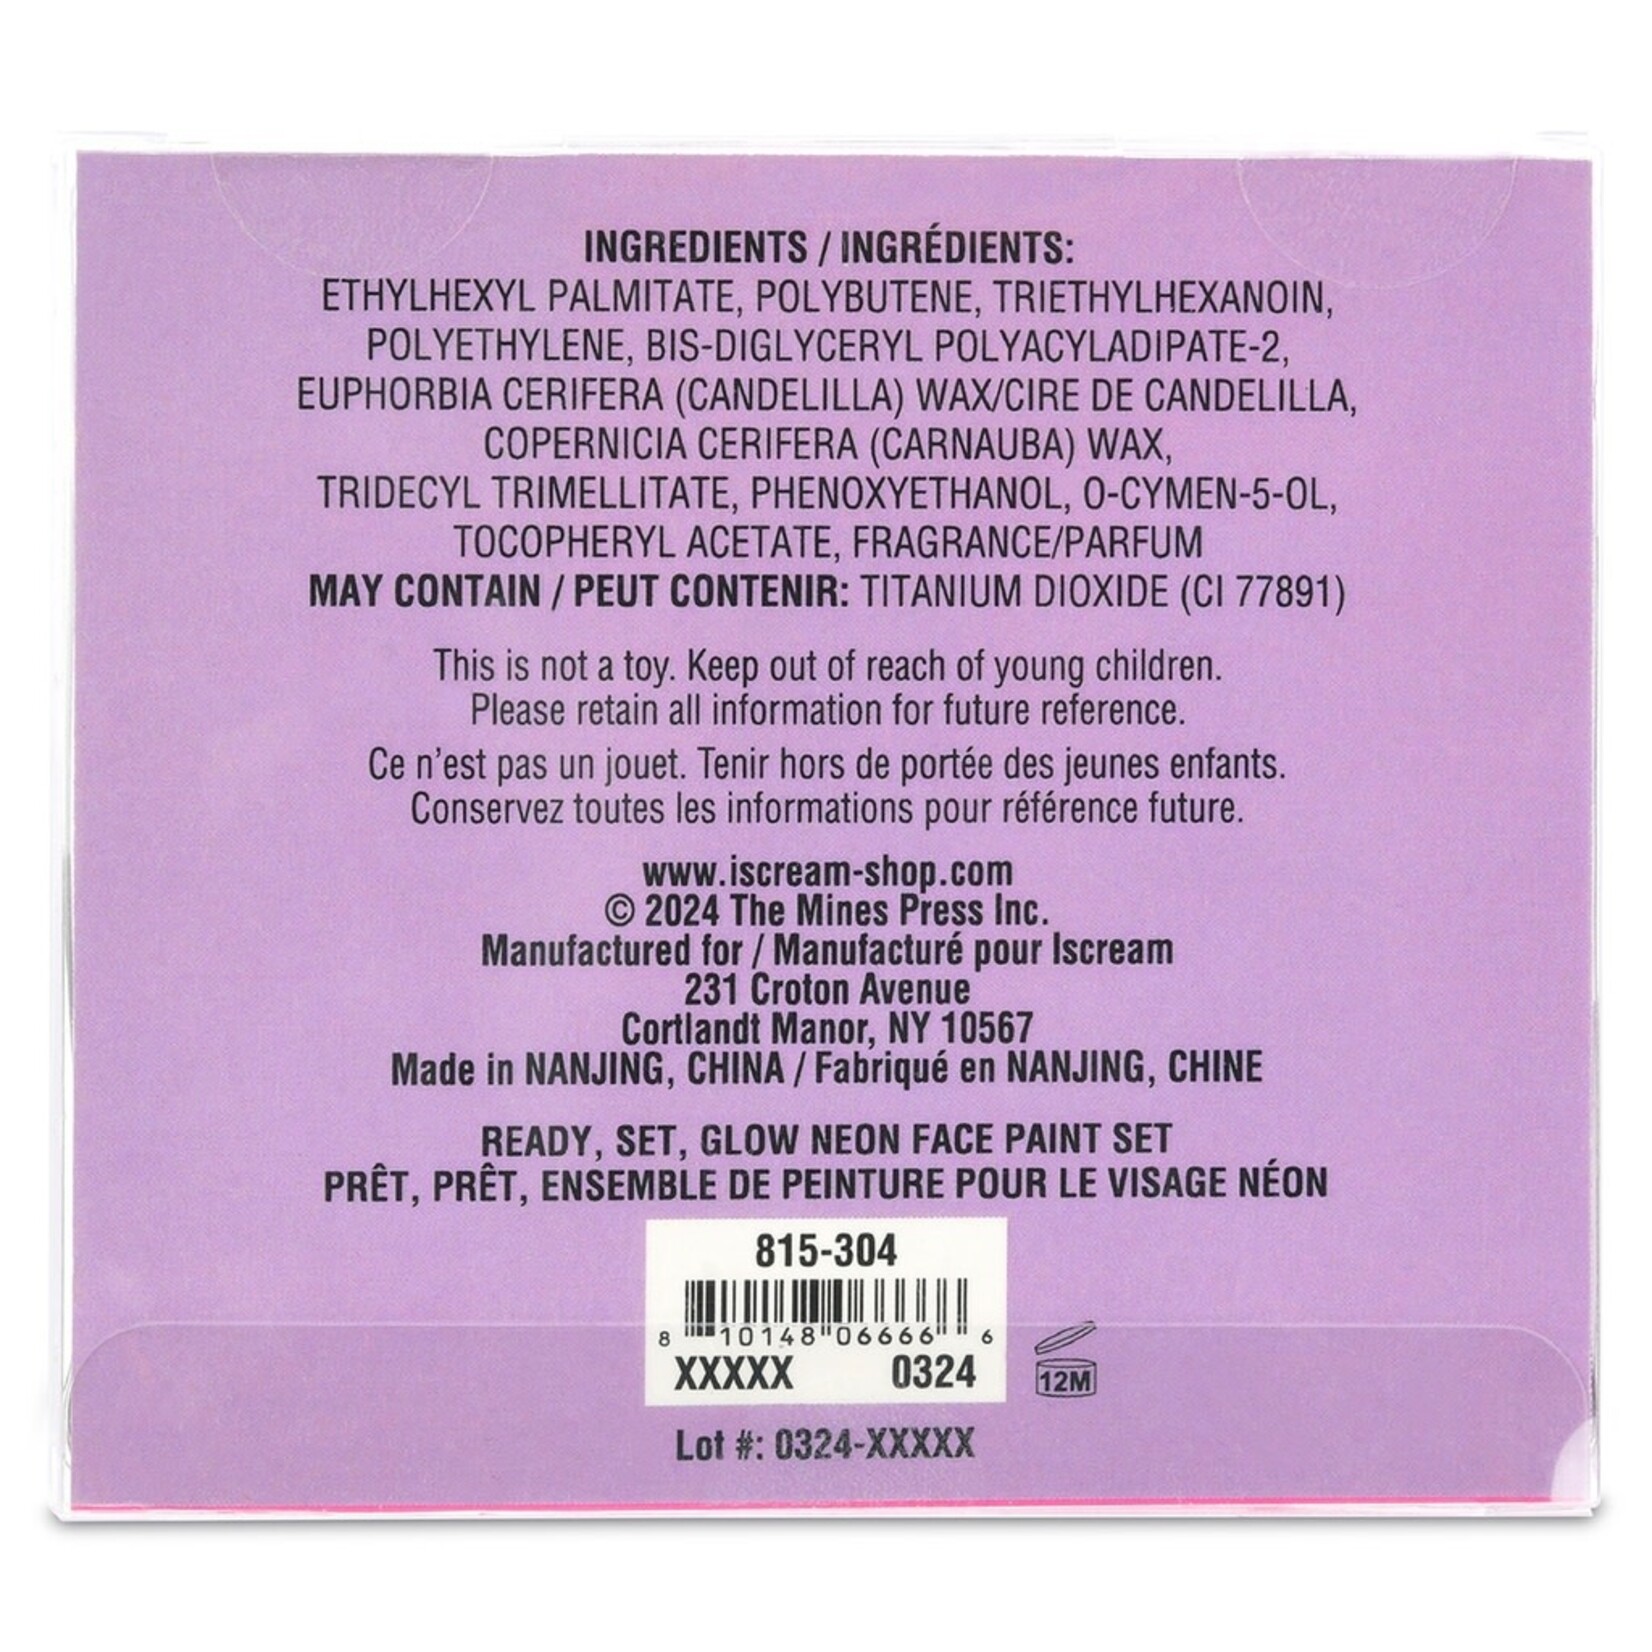 INGREDIENTS / INGRÉDIENTS:
ETHYLHEXYL PALMITATE, POLYBUTENE, TRIETHYLHEXANOIN,
POLYETHYLENE, BIS-DIGLYCERYL POLYACYLADIPATE-2,
EUPHORBIA CERIFERA (CANDELILLA) WAX/CIRE DE CANDELILLA,
COPERNICIA CERIFERA (CARNAUBA) WAX,
TRIDECYL TRIMELLITATE, PHENOXYETHANOL, O-CYMEN-5-OL,
TOCOPHERYL ACETATE, FRAGRANCE/PARFUM
MAY CONTAIN / PEUT CONTENIR: TITANIUM DIOXIDE (CI 77891)
This is not a toy. Keep out of reach of young children.
Please retain all information for future reference.
Ce n'est pas un jouet. Tenir hors de portée des jeunes enfants.
Conservez toutes les informations pour référence future.
www.iscream-shop.com
© 2024 The Mines Press Inc.
Manufactured for / Manufacturé pour Iscream
231 Croton Avenue
Cortlandt Manor, NY 10567
Made in NANJING, CHINA / Fabriqué en NANJING, CHINE
READY, SET, GLOW NEON FACE PAINT SET
PRÊT, PRÊT, ENSEMBLE DE PEINTURE POUR LE VISAGE NÉON
815-304
8 10148 06666 6
XXXXX 0324
12M
Lot #: 0324-XXXXX